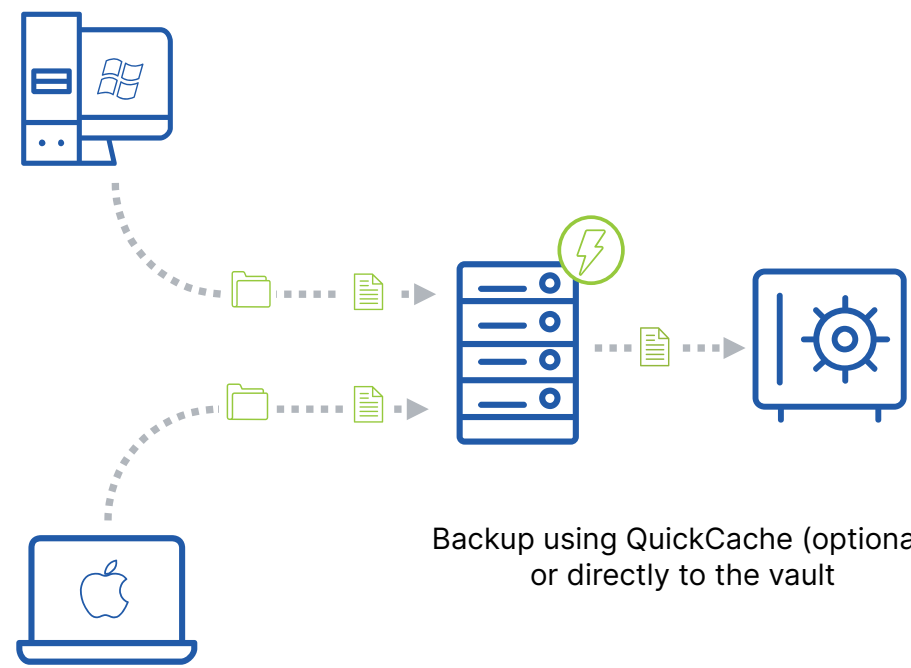 Backup using QuickCache (optiona
or directly to the vault